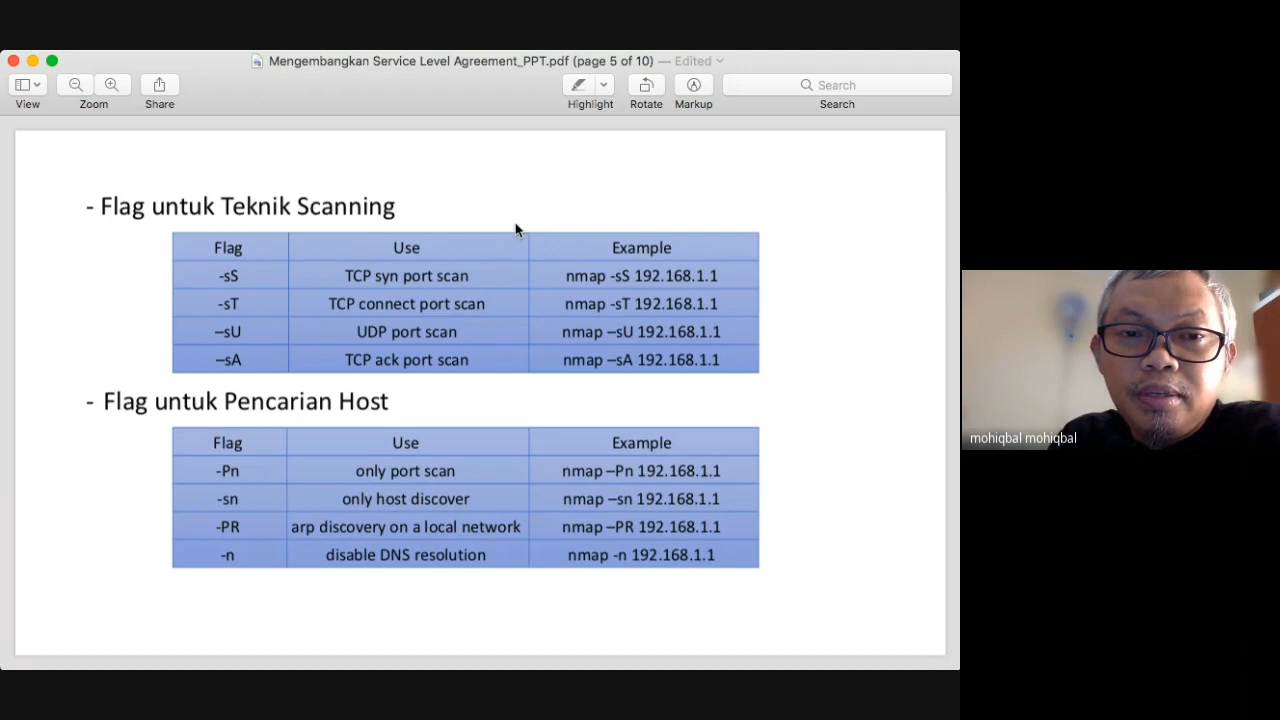 Mengembangkan Service Level Agreement_PPT.pdf (page 5 of 10) — Edited
View Zoom Share Highlight Rotate Markup Search
Search
- Flag untuk Teknik Scanning
Flag Use Example
-sS TCP syn port scan nmap -sS 192.168.1.1
-sT TCP connect port scan nmap -sT 192.168.1.1
–sU UDP port scan nmap –sU 192.168.1.1
–sA TCP ack port scan nmap –sA 192.168.1.1
- Flag untuk Pencarian Host
Flag Use Example
-Pn only port scan nmap –Pn 192.168.1.1
-sn only host discover nmap –sn 192.168.1.1
-PR arp discovery on a local network nmap –PR 192.168.1.1
-n disable DNS resolution nmap -n 192.168.1.1
mohiqbal mohiqbal